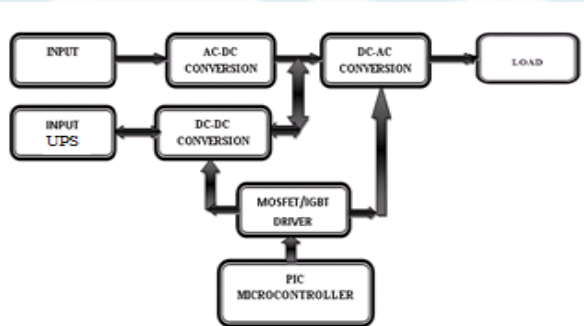 INPUT
AC-DC
CONVERSION
DC-AC
CONVERSION
LOAD
INPUT
UPS
DC-DC
CONVERSION
MOSFET/IGBT
DRIVER
PIC
MICROCONTROLLER